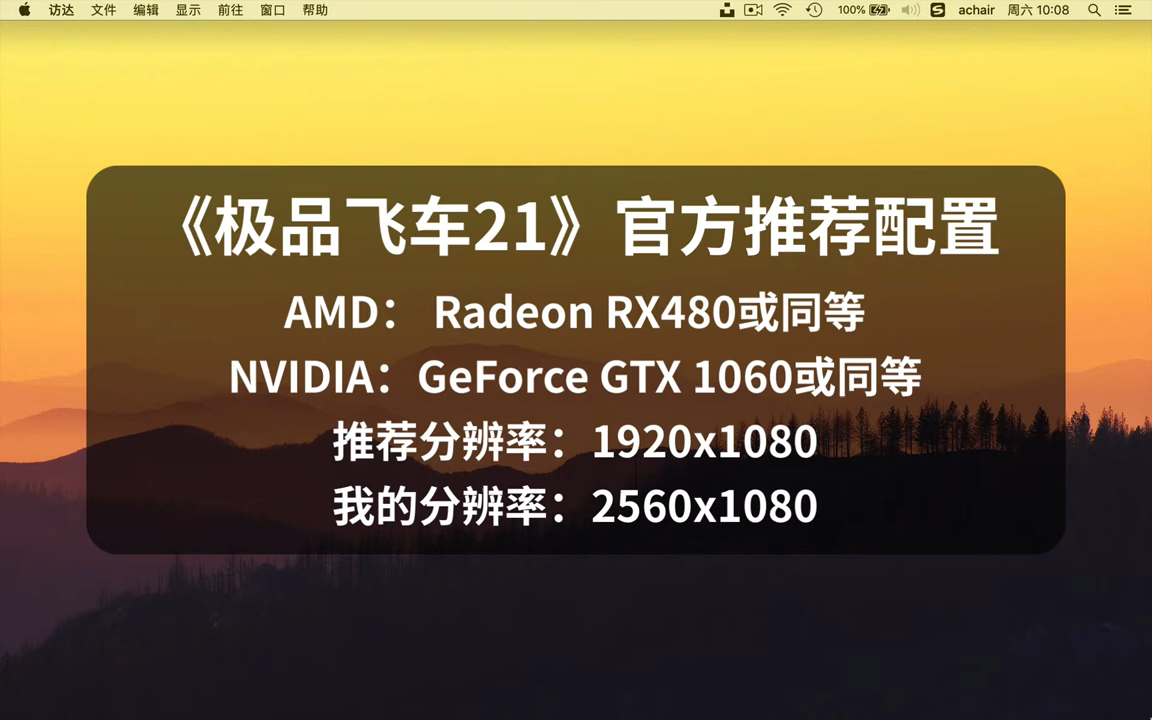 访达 文件 编辑 显示 前往 窗口 帮助 100% achair 周六 10:08
《极品飞车21》官方推荐配置
AMD： Radeon RX480或同等
NVIDIA：GeForce GTX 1060或同等
推荐分辨率：1920x1080
我的分辨率：2560x1080